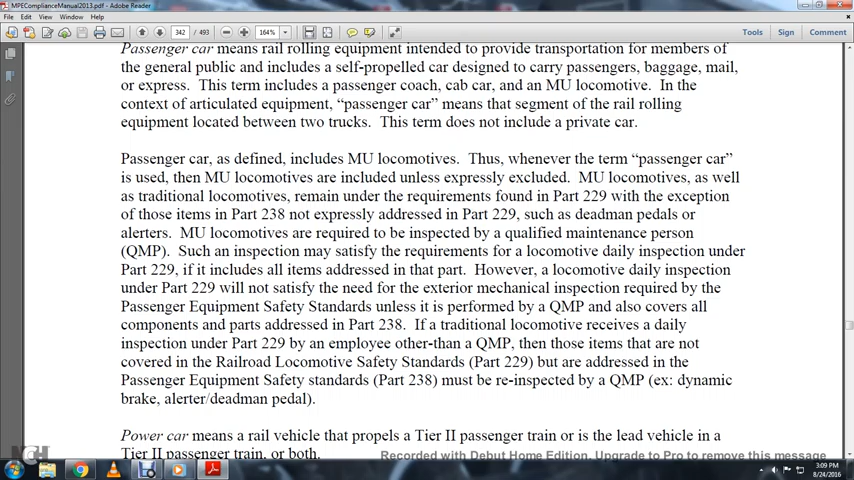 MPEComplianceManual2013.pdf - Adobe Reader
File Edit View Window Help
342 / 493 164% Tools Sign Comment
Passenger car means rail rolling equipment intended to provide transportation for members of
the general public and includes a self-propelled car designed to carry passengers, baggage, mail,
or express. This term includes a passenger coach, cab car, and an MU locomotive. In the
context of articulated equipment, “passenger car” means that segment of the rail rolling
equipment located between two trucks. This term does not include a private car.
Passenger car, as defined, includes MU locomotives. Thus, whenever the term “passenger car”
is used, then MU locomotives are included unless expressly excluded. MU locomotives, as well
as traditional locomotives, remain under the requirements found in Part 229 with the exception
of those items in Part 238 not expressly addressed in Part 229, such as deadman pedals or
alerters. MU locomotives are required to be inspected by a qualified maintenance person
(QMP). Such an inspection may satisfy the requirements for a locomotive daily inspection under
Part 229, if it includes all items addressed in that part. However, a locomotive daily inspection
under Part 229 will not satisfy the need for the exterior mechanical inspection required by the
Passenger Equipment Safety Standards unless it is performed by a QMP and also covers all
components and parts addressed in Part 238. If a traditional locomotive receives a daily
inspection under Part 229 by an employee other-than a QMP, then those items that are not
covered in the Railroad Locomotive Safety Standards (Part 229) but are addressed in the
Passenger Equipment Safety standards (Part 238) must be re-inspected by a QMP (ex: dynamic
brake, alerter/deadman pedal).
Power car means a rail vehicle that propels a Tier II passenger train or is the lead vehicle in a
Tier II passenger train, or both.
NCH
Recorded with Debut Home Edition. Upgrade to Pro to remove this message
3:09 PM
8/24/2016